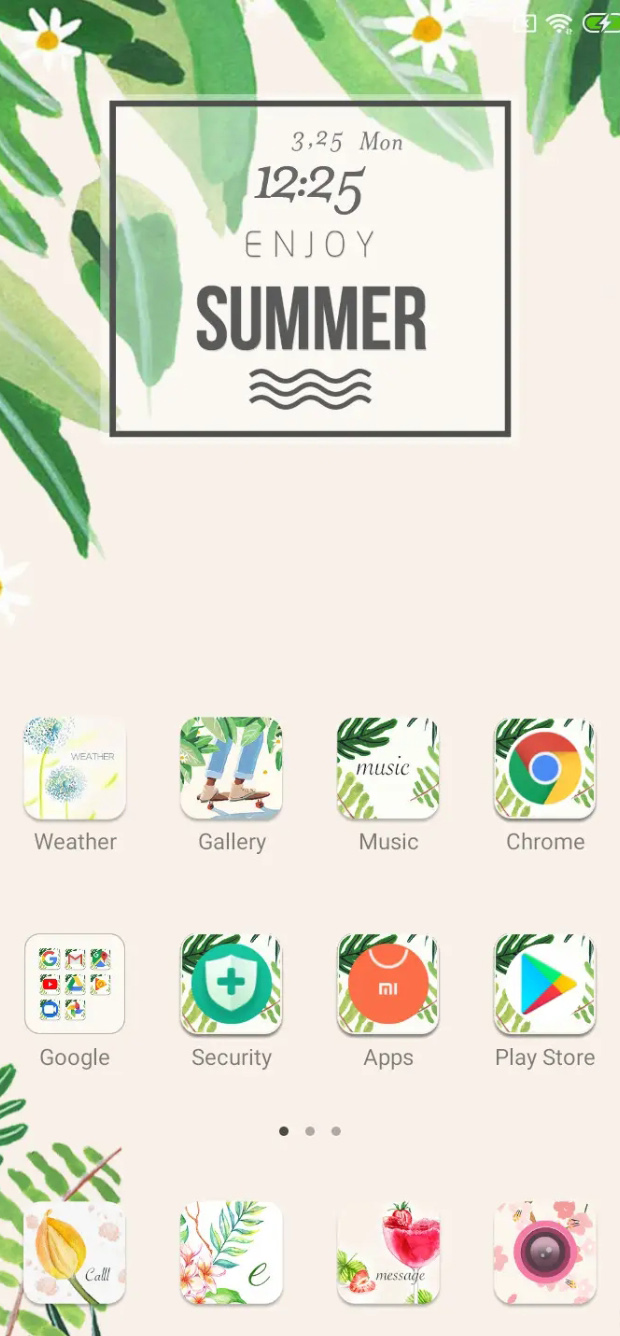 3,25 Mon
12:25
ENJOY
SUMMER
WEATHER
music
Weather
Gallery
Music
Chrome
mi
Google
Security
Apps
Play Store
Calll
e
message